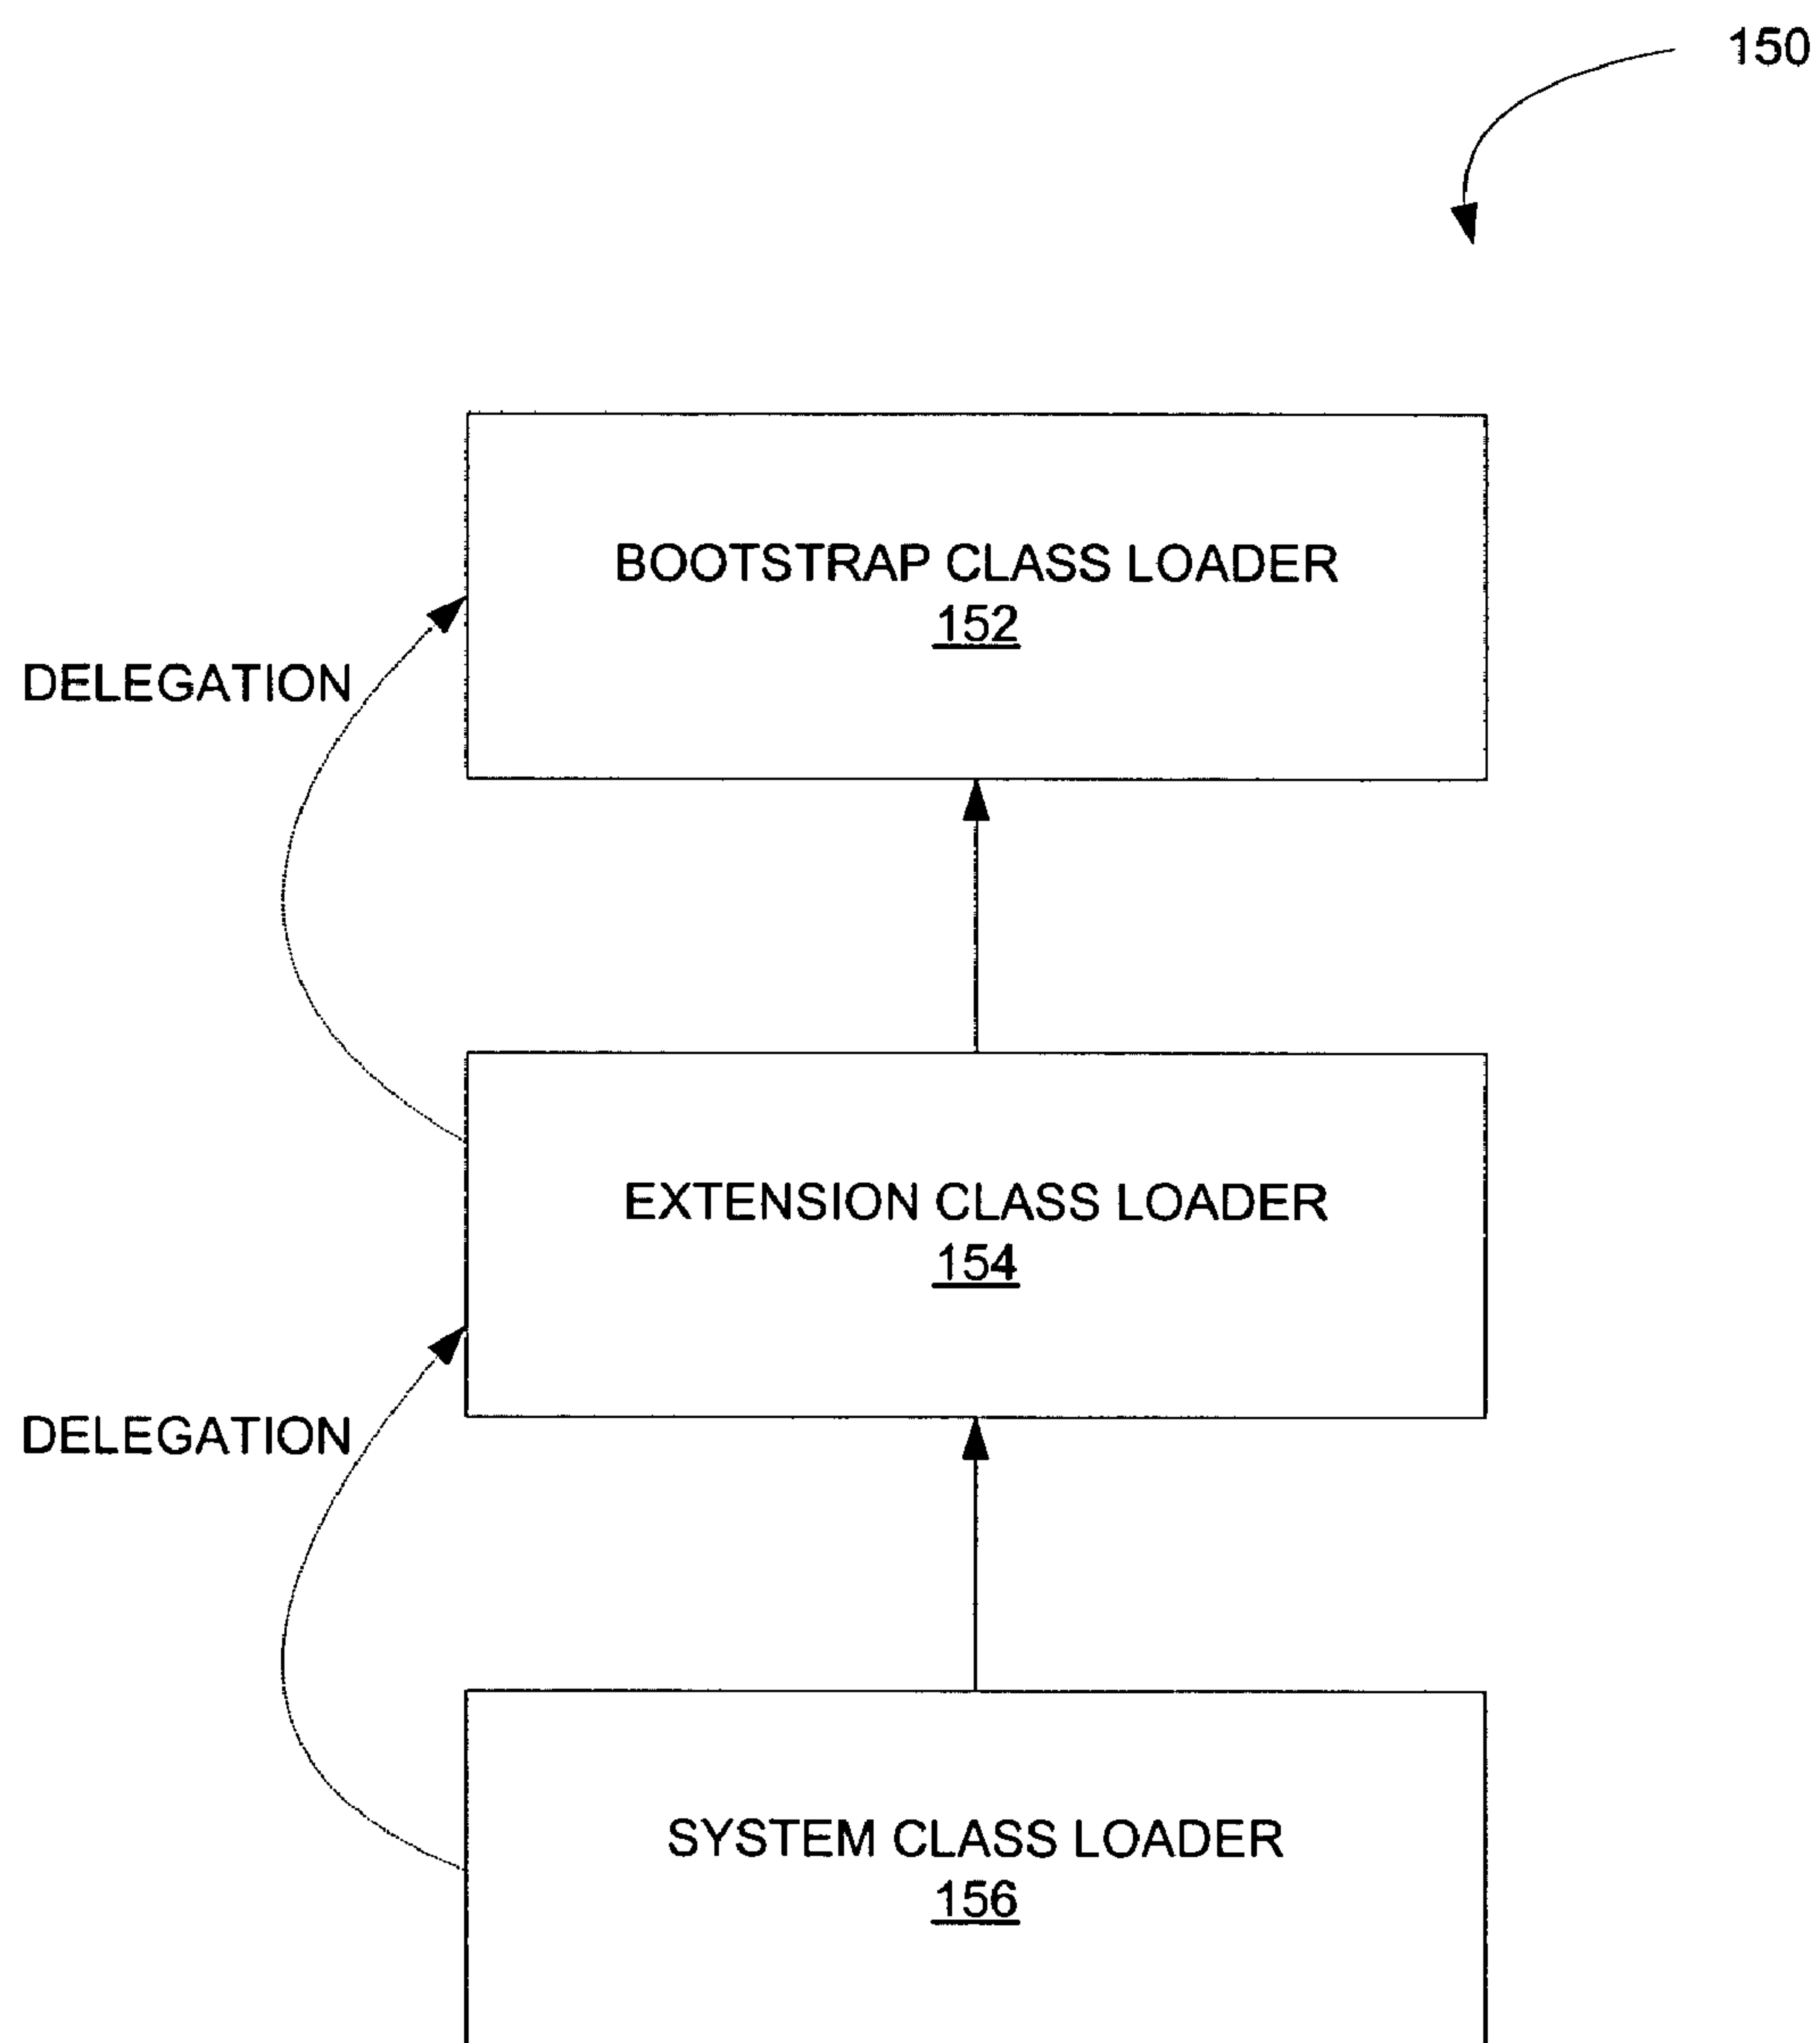 150
BOOTSTRAP CLASS LOADER
152
DELEGATION
EXTENSION CLASS LOADER
154
DELEGATION
SYSTEM CLASS LOADER
156